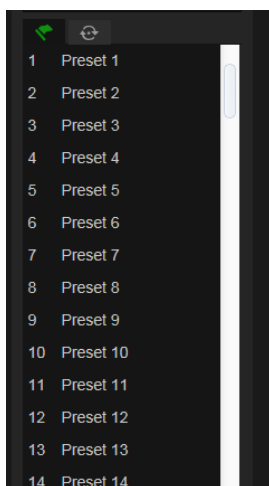 1 Preset 1
2 Preset 2
3 Preset 3
4 Preset 4
5 Preset 5
6 Preset 6
7 Preset 7
8 Preset 8
9 Preset 9
10 Preset 10
11 Preset 11
12 Preset 12
13 Preset 13
14 Preset 14